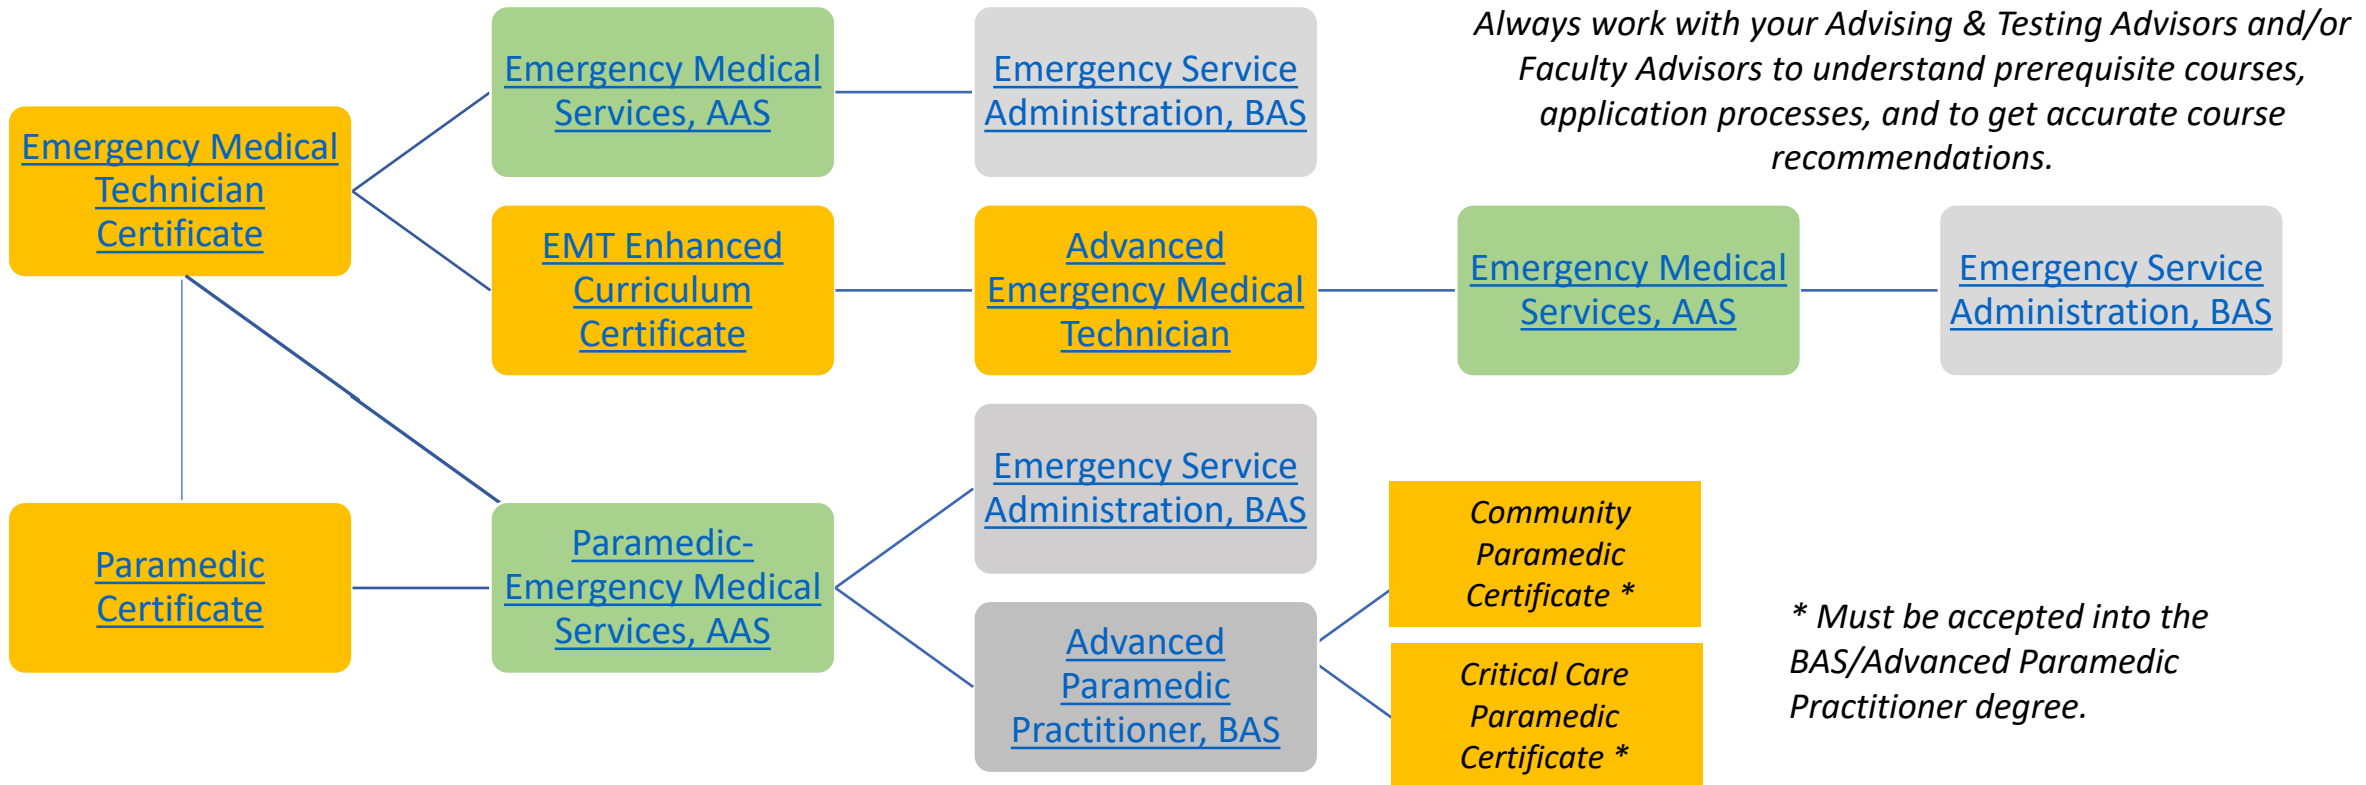 Always work with your Advising & Testing Advisors and/or
Faculty Advisors to understand prerequisite courses,
application processes, and to get accurate course
recommendations.
Emergency Medical
Technician
Certificate
Emergency Medical
Services, AAS
Emergency Service
Administration, BAS
EMT Enhanced
Curriculum
Certificate
Advanced
Emergency Medical
Technician
Emergency Medical
Services, AAS
Emergency Service
Administration, BAS
Paramedic
Certificate
Paramedic-
Emergency Medical
Services, AAS
Emergency Service
Administration, BAS
Advanced
Paramedic
Practitioner, BAS
Community
Paramedic
Certificate *
Critical Care
Paramedic
Certificate *
* Must be accepted into the
BAS/Advanced Paramedic
Practitioner degree.